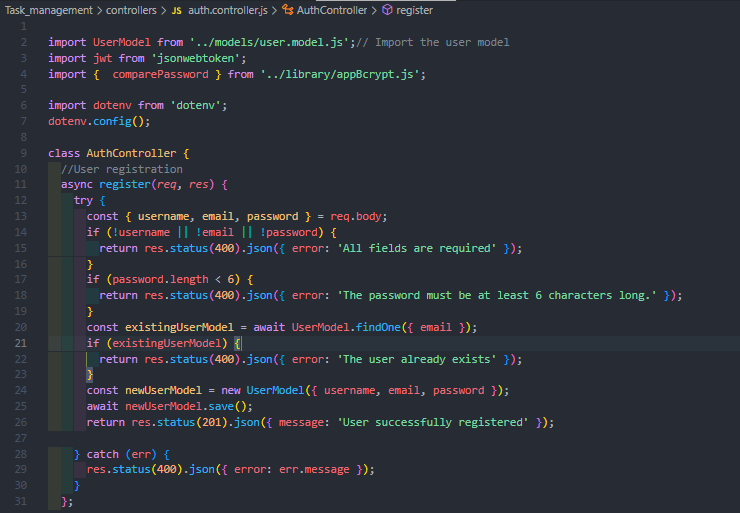 Task_management > controllers > JS auth.controller.js > AuthController > register
1
2 import UserModel from '../models/user.model.js';// Import the user model
3 import jwt from 'jsonwebtoken';
4 import {  comparePassword } from '../library/appBcrypt.js';
5
6 import dotenv from 'dotenv';
7 dotenv.config();
8
9 class AuthController {
10 //User registration
11 async register(req, res) {
12 try {
13 const { username, email, password } = req.body;
14 if (!username || !email || !password) {
15 return res.status(400).json({ error: 'All fields are required' });
16 }
17 if (password.length < 6) {
18 return res.status(400).json({ error: 'The password must be at least 6 characters long.' });
19 }
20 const existingUserModel = await UserModel.findOne({ email });
21 if (existingUserModel) {
22 return res.status(400).json({ error: 'The user already exists' });
23 }
24 const newUserModel = new UserModel({ username, email, password });
25 await newUserModel.save();
26 return res.status(201).json({ message: 'User successfully registered' });
27
28 } catch (err) {
29 res.status(400).json({ error: err.message });
30 }
31 };